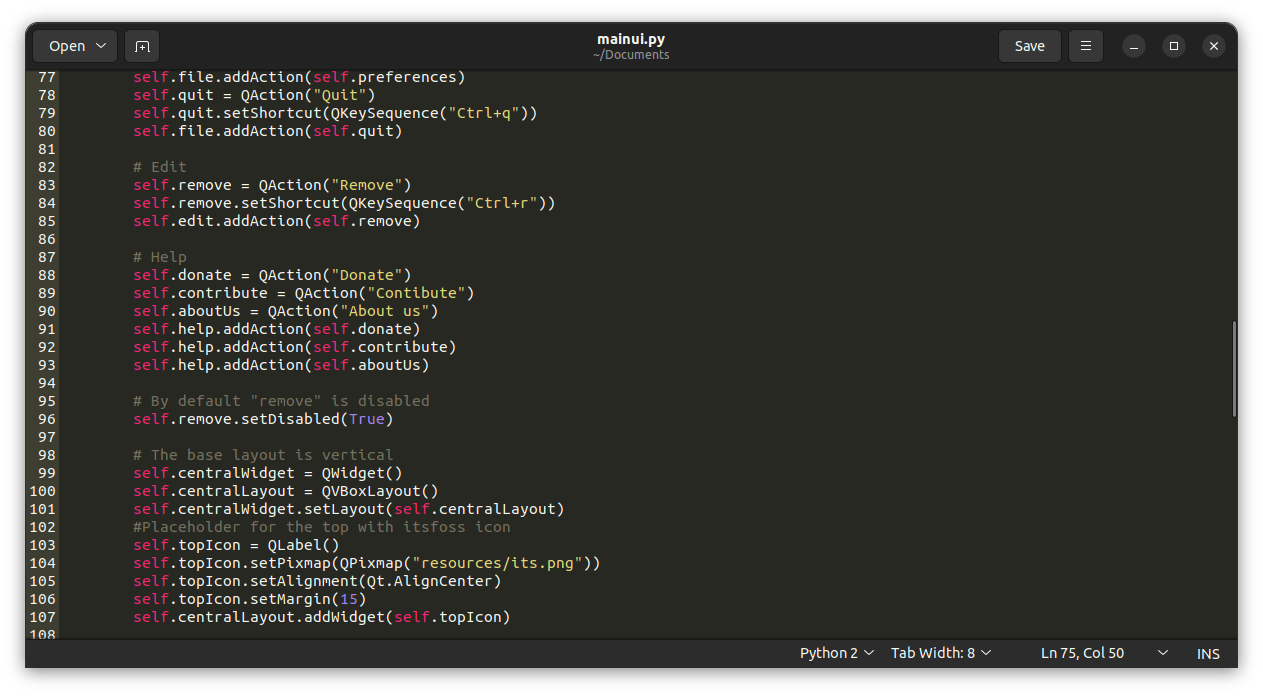 Open
mainui.py
~/Documents
Save
77 self.file.addAction(self.preferences)
78 self.quit = QAction("Quit")
79 self.quit.setShortcut(QKeySequence("Ctrl+q"))
80 self.file.addAction(self.quit)
81
82 # Edit
83 self.remove = QAction("Remove")
84 self.remove.setShortcut(QKeySequence("Ctrl+r"))
85 self.edit.addAction(self.remove)
86
87 # Help
88 self.donate = QAction("Donate")
89 self.contribute = QAction("Contibute")
90 self.aboutUs = QAction("About us")
91 self.help.addAction(self.donate)
92 self.help.addAction(self.contribute)
93 self.help.addAction(self.aboutUs)
94
95 # By default "remove" is disabled
96 self.remove.setDisabled(True)
97
98 # The base layout is vertical
99 self.centralWidget = QWidget()
100 self.centralLayout = QVBoxLayout()
101 self.centralWidget.setLayout(self.centralLayout)
102 #Placeholder for the top with itsfoss icon
103 self.topIcon = QLabel()
104 self.topIcon.setPixmap(QPixmap("resources/its.png"))
105 self.topIcon.setAlignment(Qt.AlignCenter)
106 self.topIcon.setMargin(15)
107 self.centralLayout.addWidget(self.topIcon)
108
Python 2 Tab Width: 8 Ln 75, Col 50 INS